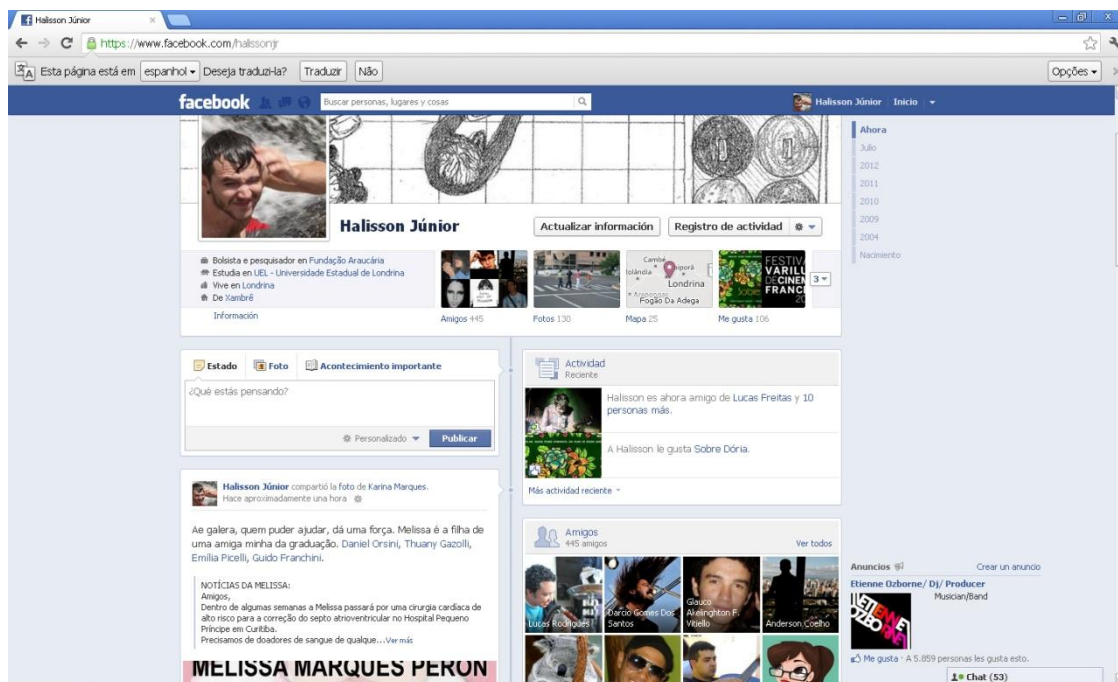 Halisson Júnior
https://www.facebook.com/halissonjr
Esta página está em espanhol Deseja traduzi-la? Traduzir Não Opções
facebook Buscar personas, lugares y cosas Halisson Júnior Inicio
Ahora
Julio
2012
2011
2010
2009
2004
Nacimiento
Halisson Júnior Actualizar información Registro de actividad
Bolsista e pesquisador en Fundação Araucária
Estudia en UEL - Universidade Estadual de Londrina
Vive en Londrina
De Xambrê
Información
Cambé
Londrina
Fogão Da Adega
FESTIV
VARILU
DECINEM
FRANCE
3
Amigos 445 Fotos 130 Mapa 25 Me gusta 106
Estado Foto Acontecimiento importante
¿Qué estás pensando?
Personalizado Publicar
Halisson Júnior compartió la foto de Karina Marques.
Hace aproximadamente una hora
Ae galera, quem puder ajudar, dá uma força. Melissa é a filha de
uma amiga minha da graduação. Daniel Orsini, Thuany Gazolli,
Emília Picelli, Guido Franchini.
NOTÍCIAS DA MELISSA:
Amigos,
Dentro de algumas semanas a Melissa passará por uma cirurgia cardíaca de
alto risco para a correção do septo atrioventricular no Hospital Pequeno
Príncipe em Curitiba.
Precisamos de doadores de sangue de qualque...Ver más
MELISSA MARQUES PERON
Actividad
Reciente
Halisson es ahora amigo de Lucas Freitas y 10
personas más.
A Halisson le gusta Sobre Dória.
Más actividad reciente
Amigos
445 amigos Ver todos
Lucas Rodrigues
Darcio Gomes Dos
Santos
Glauco
Akelinghton F.
Vitiello
Anderson Coelho
Anuncios Crear un anuncio
Etienne Ozborne/ Dj/ Producer
Musician/Band
ETIENNE
OZBO
Me gusta · A 5.859 personas les gusta esto.
Chat (53)